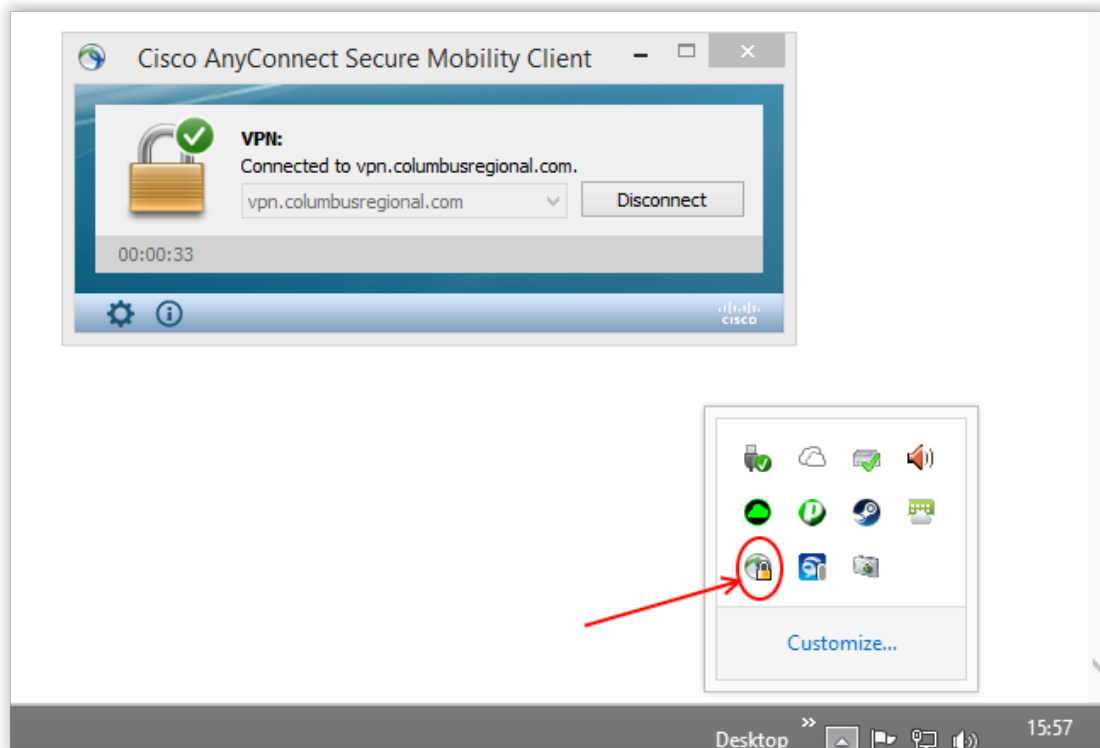 Cisco AnyConnect Secure Mobility Client
VPN:
Connected to vpn.columbusregional.com.
vpn.columbusregional.com
Disconnect
00:00:33
CISCO
Customize...
Desktop
15:57